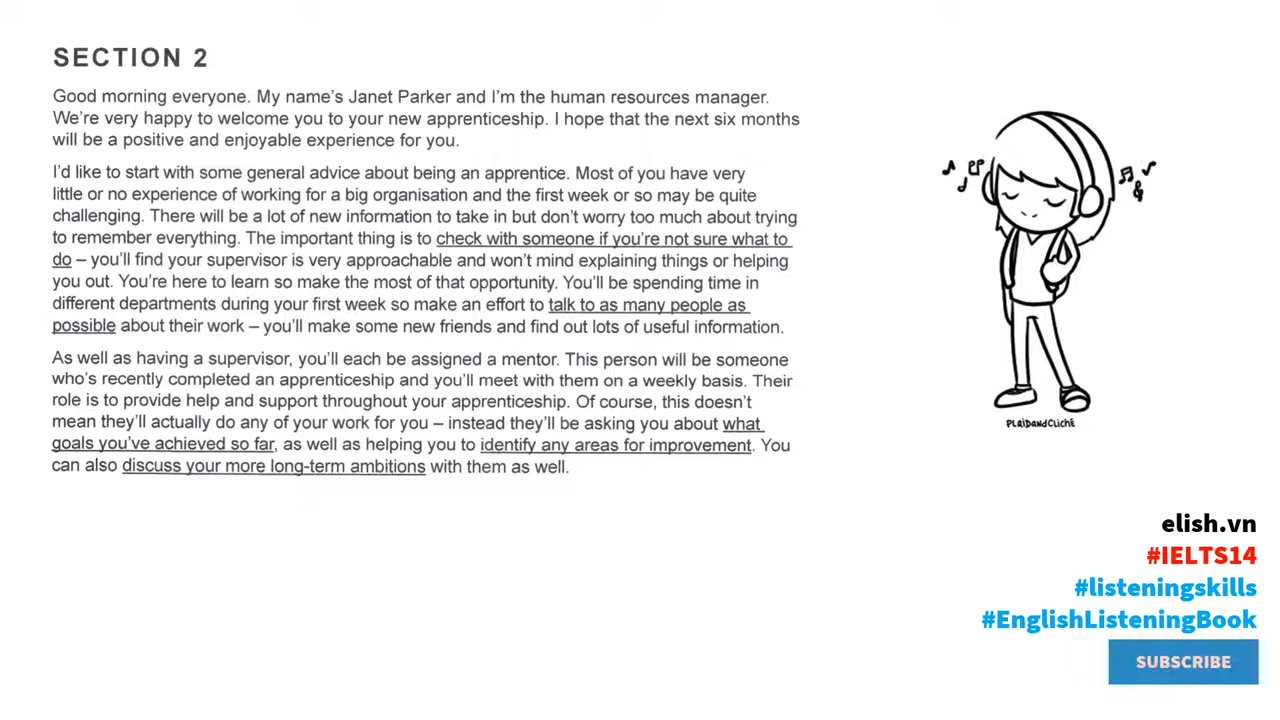 SECTION 2
Good morning everyone. My name's Janet Parker and I'm the human resources manager.
We're very happy to welcome you to your new apprenticeship. I hope that the next six months
will be a positive and enjoyable experience for you.
I'd like to start with some general advice about being an apprentice. Most of you have very
little or no experience of working for a big organisation and the first week or so may be quite
challenging. There will be a lot of new information to take in but don't worry too much about trying
to remember everything. The important thing is to check with someone if you're not sure what to
do – you'll find your supervisor is very approachable and won't mind explaining things or helping
you out. You're here to learn so make the most of that opportunity. You'll be spending time in
different departments during your first week so make an effort to talk to as many people as
possible about their work – you'll make some new friends and find out lots of useful information.
As well as having a supervisor, you'll each be assigned a mentor. This person will be someone
who's recently completed an apprenticeship and you'll meet with them on a weekly basis. Their
role is to provide help and support throughout your apprenticeship. Of course, this doesn't
mean they'll actually do any of your work for you – instead they'll be asking you about what
goals you've achieved so far, as well as helping you to identify any areas for improvement. You
can also discuss your more long-term ambitions with them as well.
PLAIDANDCLICHE
elish.vn
#IELTS14
#listeningskills
#EnglishListeningBook
SUBSCRIBE